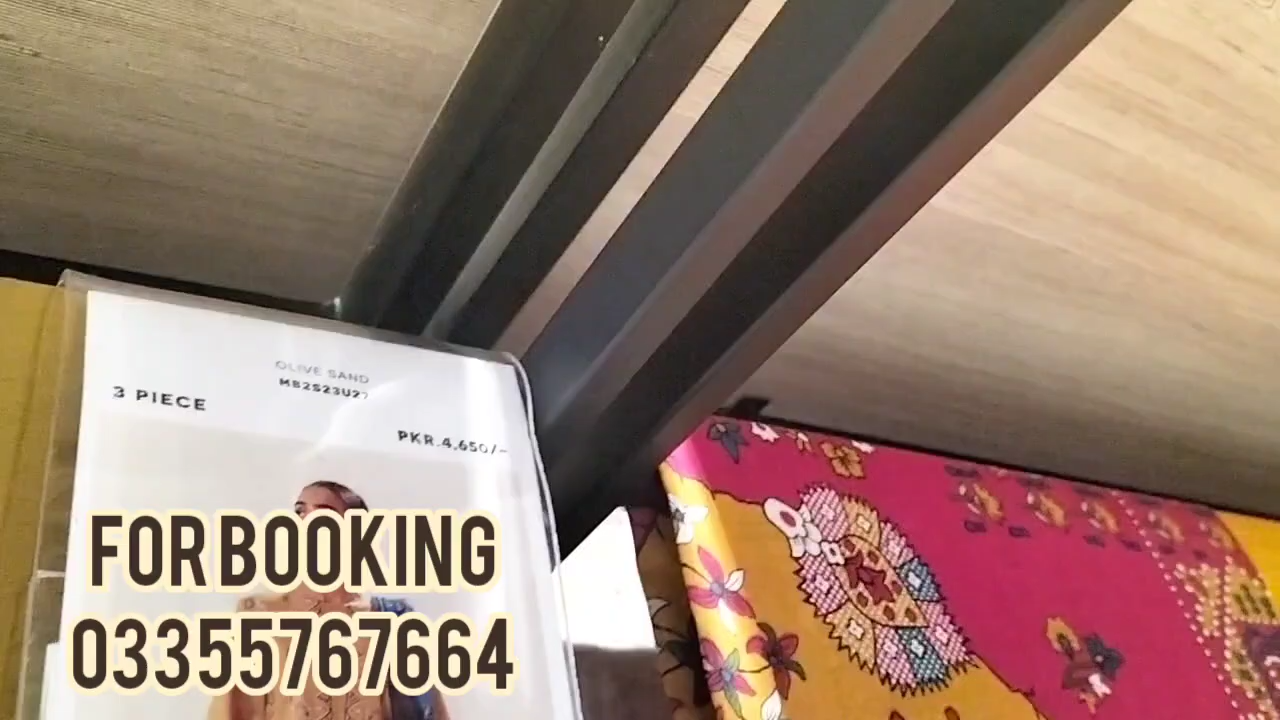 OLIVE SAND
MB2S23U27
3 PIECE
PKR.4,650/-
FOR BOOKING
03355767664